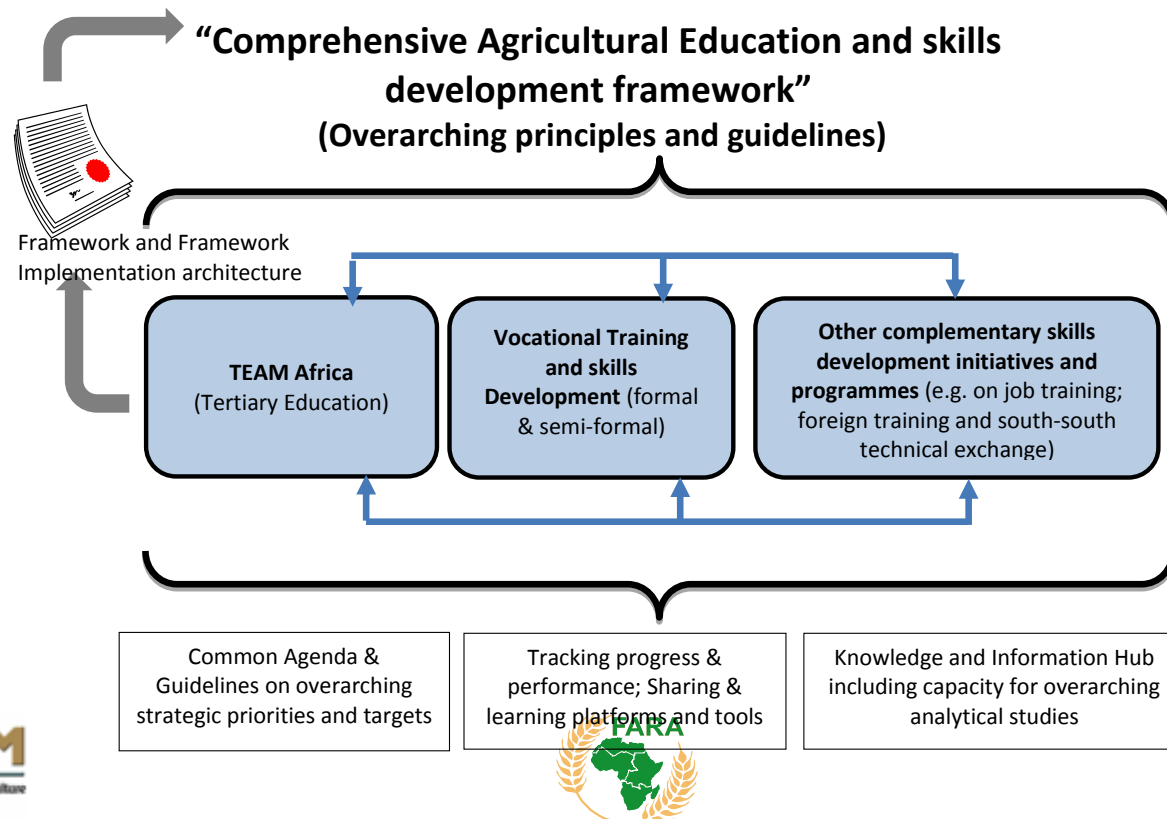 “Comprehensive Agricultural Education and skills
development framework”
(Overarching principles and guidelines)
Framework and Framework
Implementation architecture
TEAM Africa
(Tertiary Education)
Vocational Training
and skills
Development (formal
& semi-formal)
Other complementary skills
development initiatives and
programmes (e.g. on job training;
foreign training and south-south
technical exchange)
Common Agenda &
Guidelines on overarching
strategic priorities and targets
Tracking progress &
performance; Sharing &
learning platforms and tools
Knowledge and Information Hub
including capacity for overarching
analytical studies
FARA
M